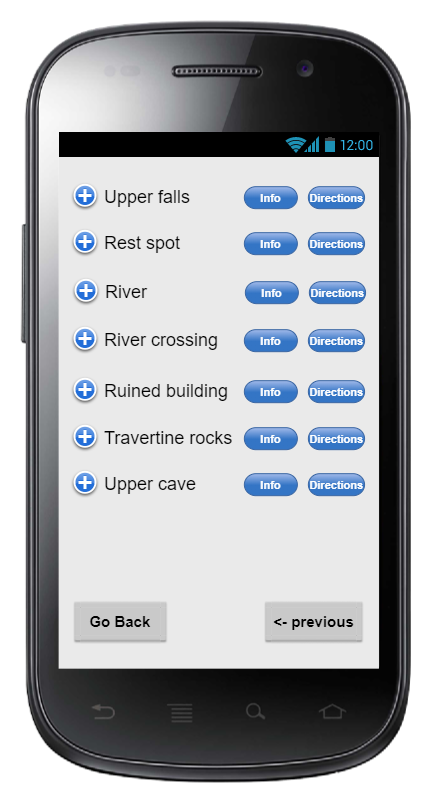 12:00
Upper falls Info Directions
Rest spot Info Directions
River Info Directions
River crossing Info Directions
Ruined building Info Directions
Travertine rocks Info Directions
Upper cave Info Directions
Go Back <- previous